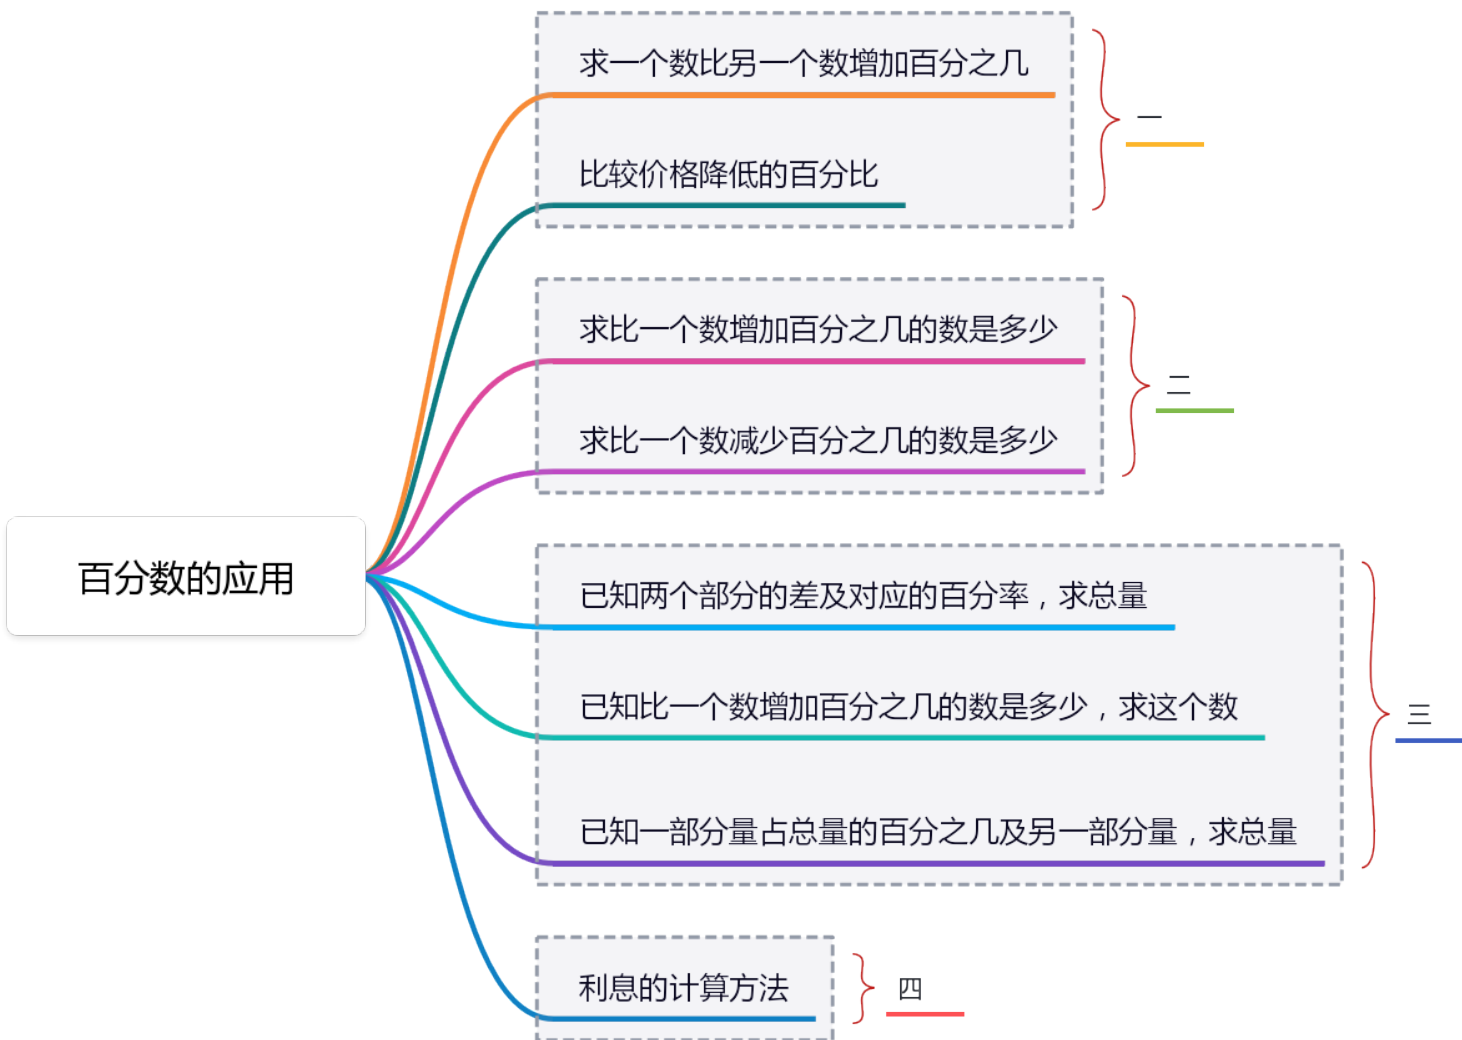 求一个数比另一个数增加百分之几
一
比较价格降低的百分比
求比一个数增加百分之几的数是多少
二
求比一个数减少百分之几的数是多少
百分数的应用
已知两个部分的差及对应的百分率，求总量
已知比一个数增加百分之几的数是多少，求这个数
三
已知一部分量占总量的百分之几及另一部分量，求总量
利息的计算方法
四